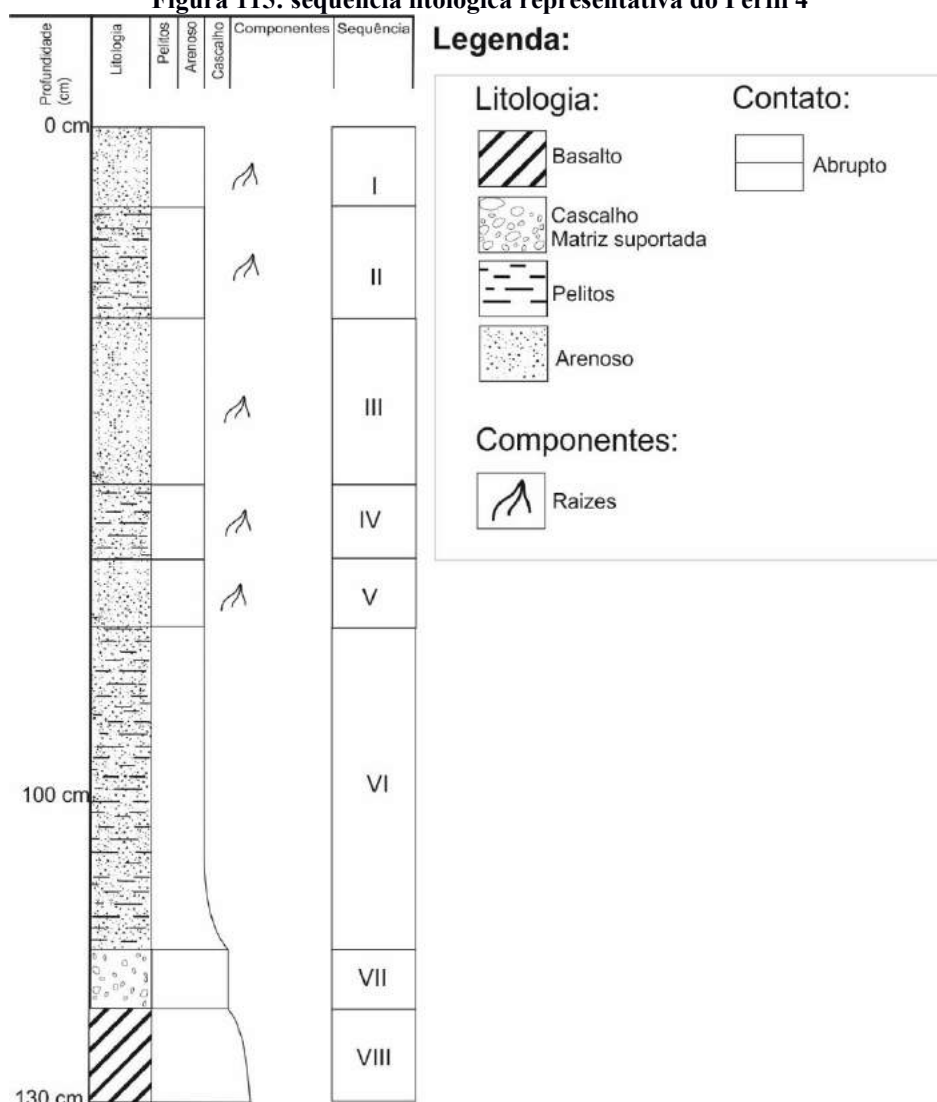 Figura 113: sequência litológica representativa do Perfil 4
Profundidade (cm)
Litologia
Pelitos
Arenoso
Cascalho
Componentes
Sequência
0 cm
I
II
III
IV
V
VI
100 cm
VII
VIII
130 cm
Legenda:
Litologia:
Basalto
Cascalho
Matriz suportada
Pelitos
Arenoso
Contato:
Abrupto
Componentes:
Raizes